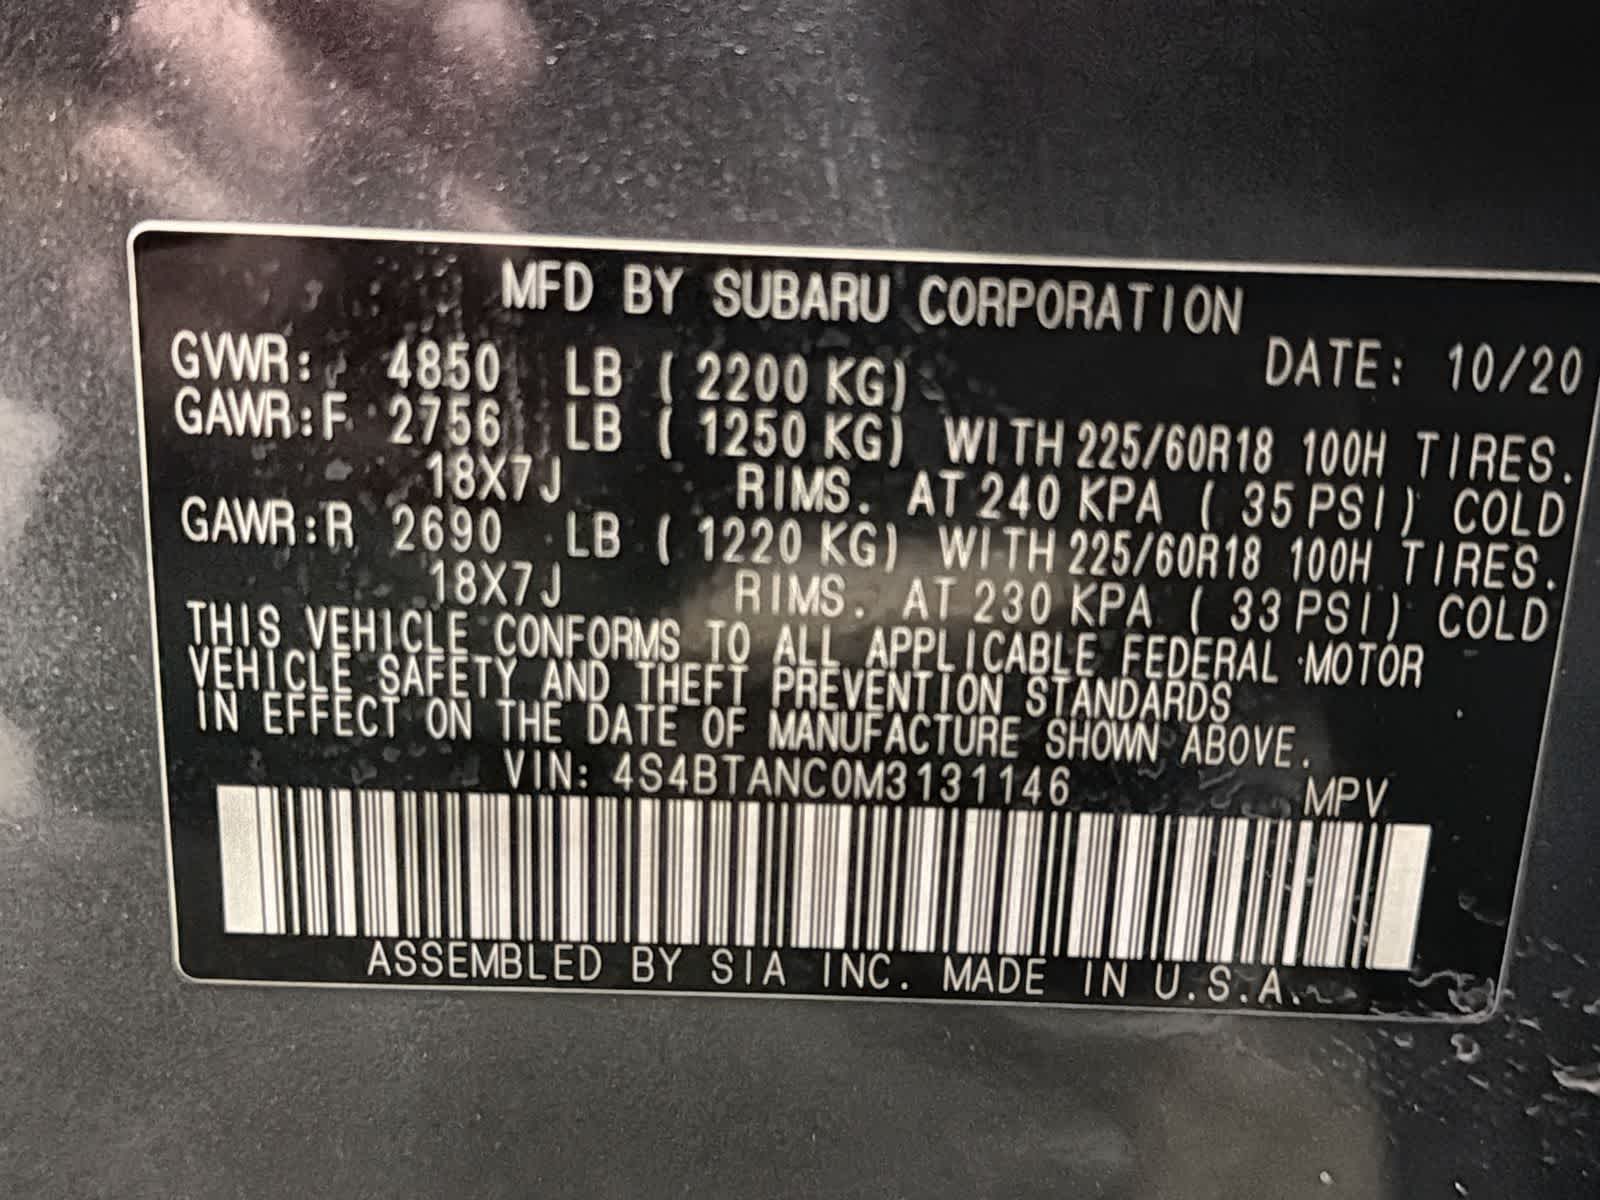 MFD BY SUBARU CORPORATION
DATE: 10/20
GVWR: 4850 LB ( 2200 KG)
GAWR:F 2756 LB ( 1250 KG) WITH 225/60R18 100H TIRES.
18X7J RIMS. AT 240 KPA ( 35 PSI) COLD
GAWR:R 2690 LB ( 1220 KG) WITH 225/60R18 100H TIRES.
18X7J RIMS. AT 230 KPA ( 33 PSI) COLD
THIS VEHICLE CONFORMS TO ALL APPLICABLE FEDERAL MOTOR
VEHICLE SAFETY AND THEFT PREVENTION STANDARDS
IN EFFECT ON THE DATE OF MANUFACTURE SHOWN ABOVE.
VIN: 4S4BTANC0M3131146 MPV
ASSEMBLED BY SIA INC. MADE IN U.S.A.